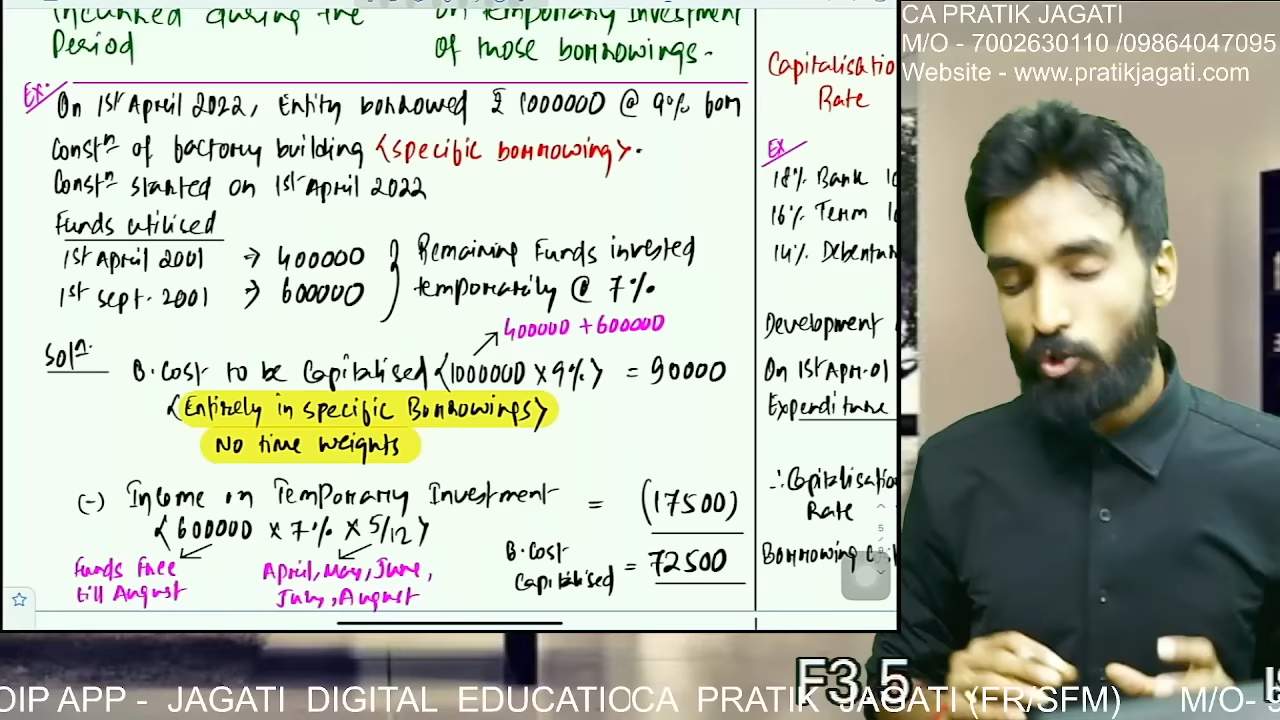 incurred during the
Period
on temporary Investment
of those borrowings.
Ex:
On 1st April 2022, Entity borrowed ₹ 1000000 @ 9% for
Constn of factory building <specific borrowing>.
Constn started on 1st April 2022
Funds utilised
1st April 2001 → 400000
1st Sept. 2001 → 600000
Remaining Funds invested
temporarily @ 7%
400000 + 600000
Soln.
B.Cost to be Capitalised <1000000 x 9%> = 90000
<Entirely in specific Borrowings>
No time weights
(-) Income on Temporary Investment = (17500)
<600000 x 7% x 5/12>
Funds free
till August
April, May, June,
July, August
B.Cost
Capitalised = 72500
Capitalisatio
Rate
Ex
18% Bank lo
16% Term l
14% Debentur
Development
On 1st Apr-01
Expenditure
∴Capitalisation
Rate
Borrowing C
CA PRATIK JAGATI
M/O - 7002630110 /09864047095
Website - www.pratikjagati.com
F3 5
OIP APP - JAGATI DIGITAL EDUCATIOCA PRATIK JAGATI (FR/SFM) M/O- 5